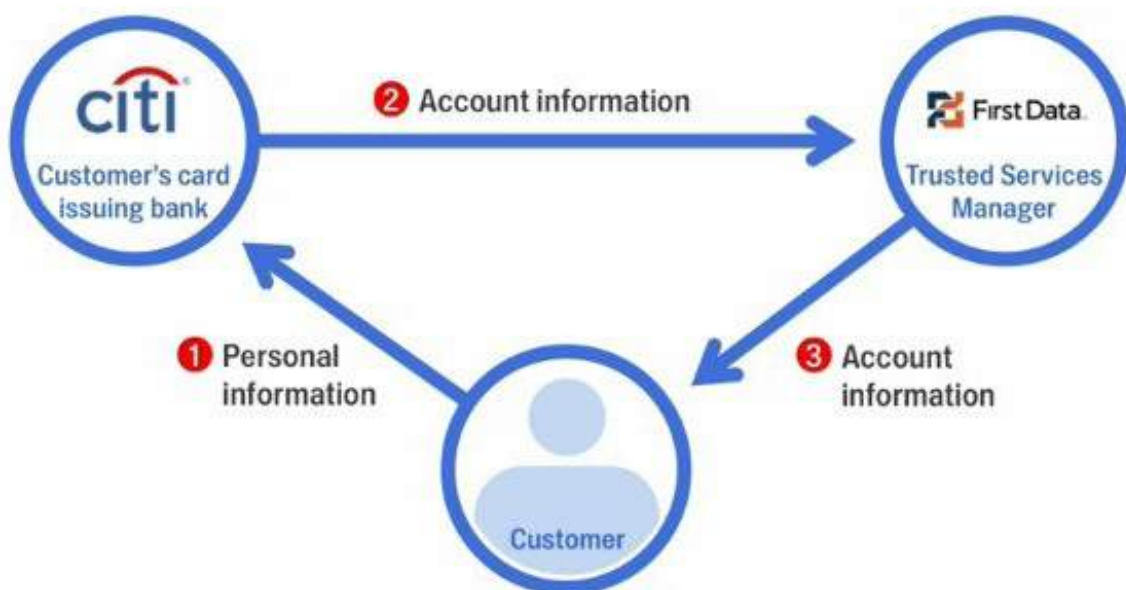 citi®
Customer's card
issuing bank
2 Account information
First Data.
Trusted Services
Manager
1 Personal
information
3 Account
information
Customer